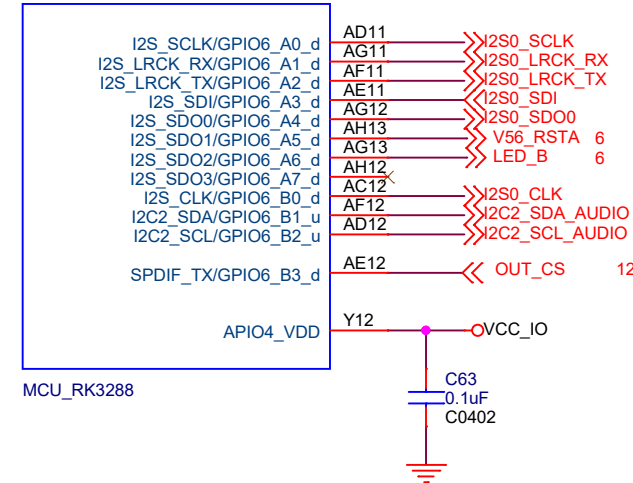 I2S_SCLK/GPIO6_A0_d AD11 I2S0_SCLK
I2S_LRCK_RX/GPIO6_A1_d AG11 I2S0_LRCK_RX
I2S_LRCK_TX/GPIO6_A2_d AF11 I2S0_LRCK_TX
I2S_SDI/GPIO6_A3_d AE11 I2S0_SDI
I2S_SDO0/GPIO6_A4_d AG12 I2S0_SDO0
I2S_SDO1/GPIO6_A5_d AH13 V56_RSTA 6
I2S_SDO2/GPIO6_A6_d AG13 LED_B 6
I2S_SDO3/GPIO6_A7_d AH12
I2S_CLK/GPIO6_B0_d AC12 I2S0_CLK
I2C2_SDA/GPIO6_B1_u AF12 I2C2_SDA_AUDIO
I2C2_SCL/GPIO6_B2_u AD12 I2C2_SCL_AUDIO
SPDIF_TX/GPIO6_B3_d AE12 OUT_CS 12
APIO4_VDD Y12 VCC_IO
MCU_RK3288
C63
0.1uF
C0402